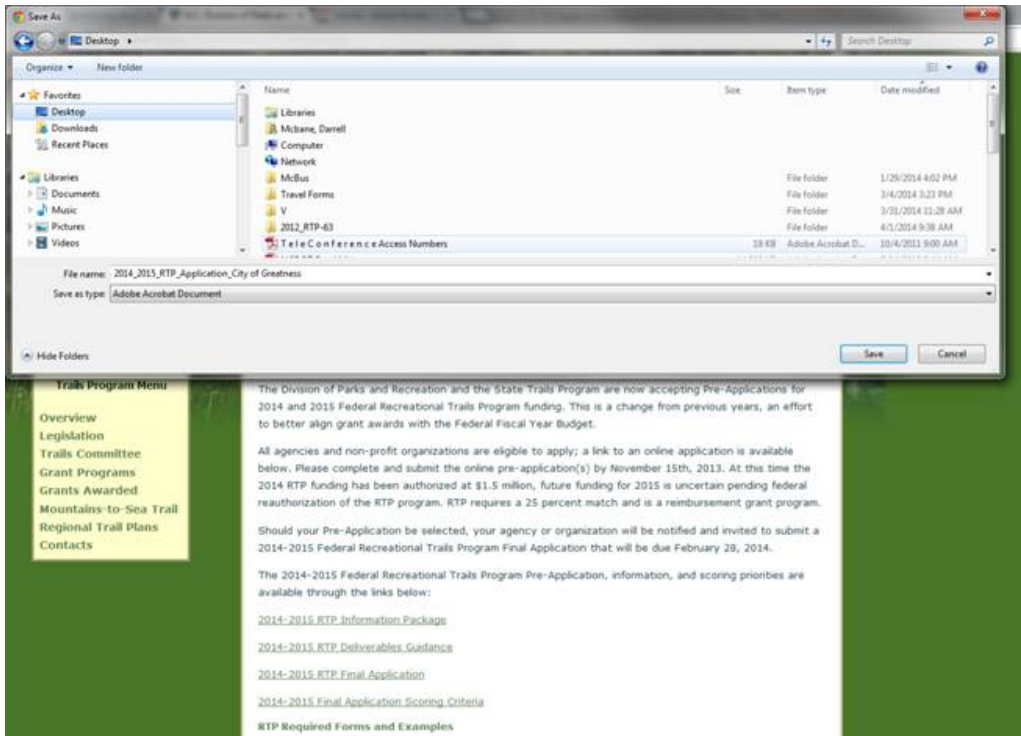 Save As
Desktop
Search Desktop
Organize New folder
Name Size Item type Date modified
Favorites
Desktop
Downloads
Recent Places
Libraries
Documents
Music
Pictures
Videos
Libraries
Mcbane, Darrell
Computer
Network
McBus File folder 1/29/2014 4:02 PM
Travel Forms File folder 3/4/2014 3:23 PM
V File folder 3/31/2014 11:28 AM
2012_RTP-63 File folder 4/1/2014 9:38 AM
TeleConference Access Numbers 19 KB Adobe Acrobat D... 10/4/2011 9:00 AM
File name: 2014_2015_RTP_Application_City of Greatness
Save as type: Adobe Acrobat Document
Hide Folders
Save Cancel
Trails Program Menu
Overview
Legislation
Trails Committee
Grant Programs
Grants Awarded
Mountains-to-Sea Trail
Regional Trail Plans
Contacts
The Division of Parks and Recreation and the State Trails Program are now accepting Pre-Applications for
2014 and 2015 Federal Recreational Trails Program funding. This is a change from previous years, an effort
to better align grant awards with the Federal Fiscal Year Budget.
All agencies and non-profit organizations are eligible to apply; a link to an online application is available
below. Please complete and submit the online pre-application(s) by November 15th, 2013. At this time the
2014 RTP funding has been authorized at $1.5 million, future funding for 2015 is uncertain pending federal
reauthorization of the RTP program. RTP requires a 25 percent match and is a reimbursement grant program.
Should your Pre-Application be selected, your agency or organization will be notified and invited to submit a
2014-2015 Federal Recreational Trails Program Final Application that will be due February 28, 2014.
The 2014-2015 Federal Recreational Trails Program Pre-Application, information, and scoring priorities are
available through the links below:
2014-2015 RTP Information Package
2014-2015 RTP Deliverables Guidance
2014-2015 RTP Final Application
2014-2015 Final Application Scoring Criteria
RTP Required Forms and Examples